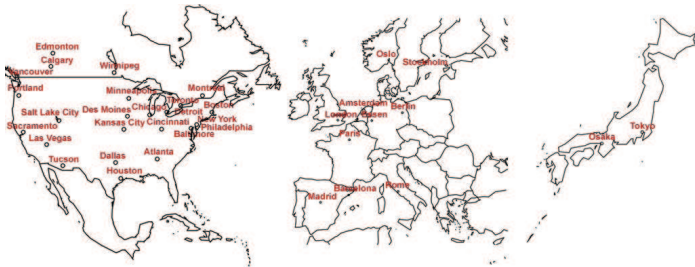 Edmonton
Calgary
Vancouver
Winnipeg
Portland
Minneapolis
Montreal
Chicago
Toronto
Boston
Salt Lake City
Des Moines
Detroit
New York
Sacramento
Kansas City
Cincinnati
Philadelphia
Baltimore
Las Vegas
Tucson
Dallas
Atlanta
Houston
Oslo
Stockholm
Amsterdam
Berlin
London
Essen
Paris
Barcelona
Rome
Madrid
Tokyo
Osaka